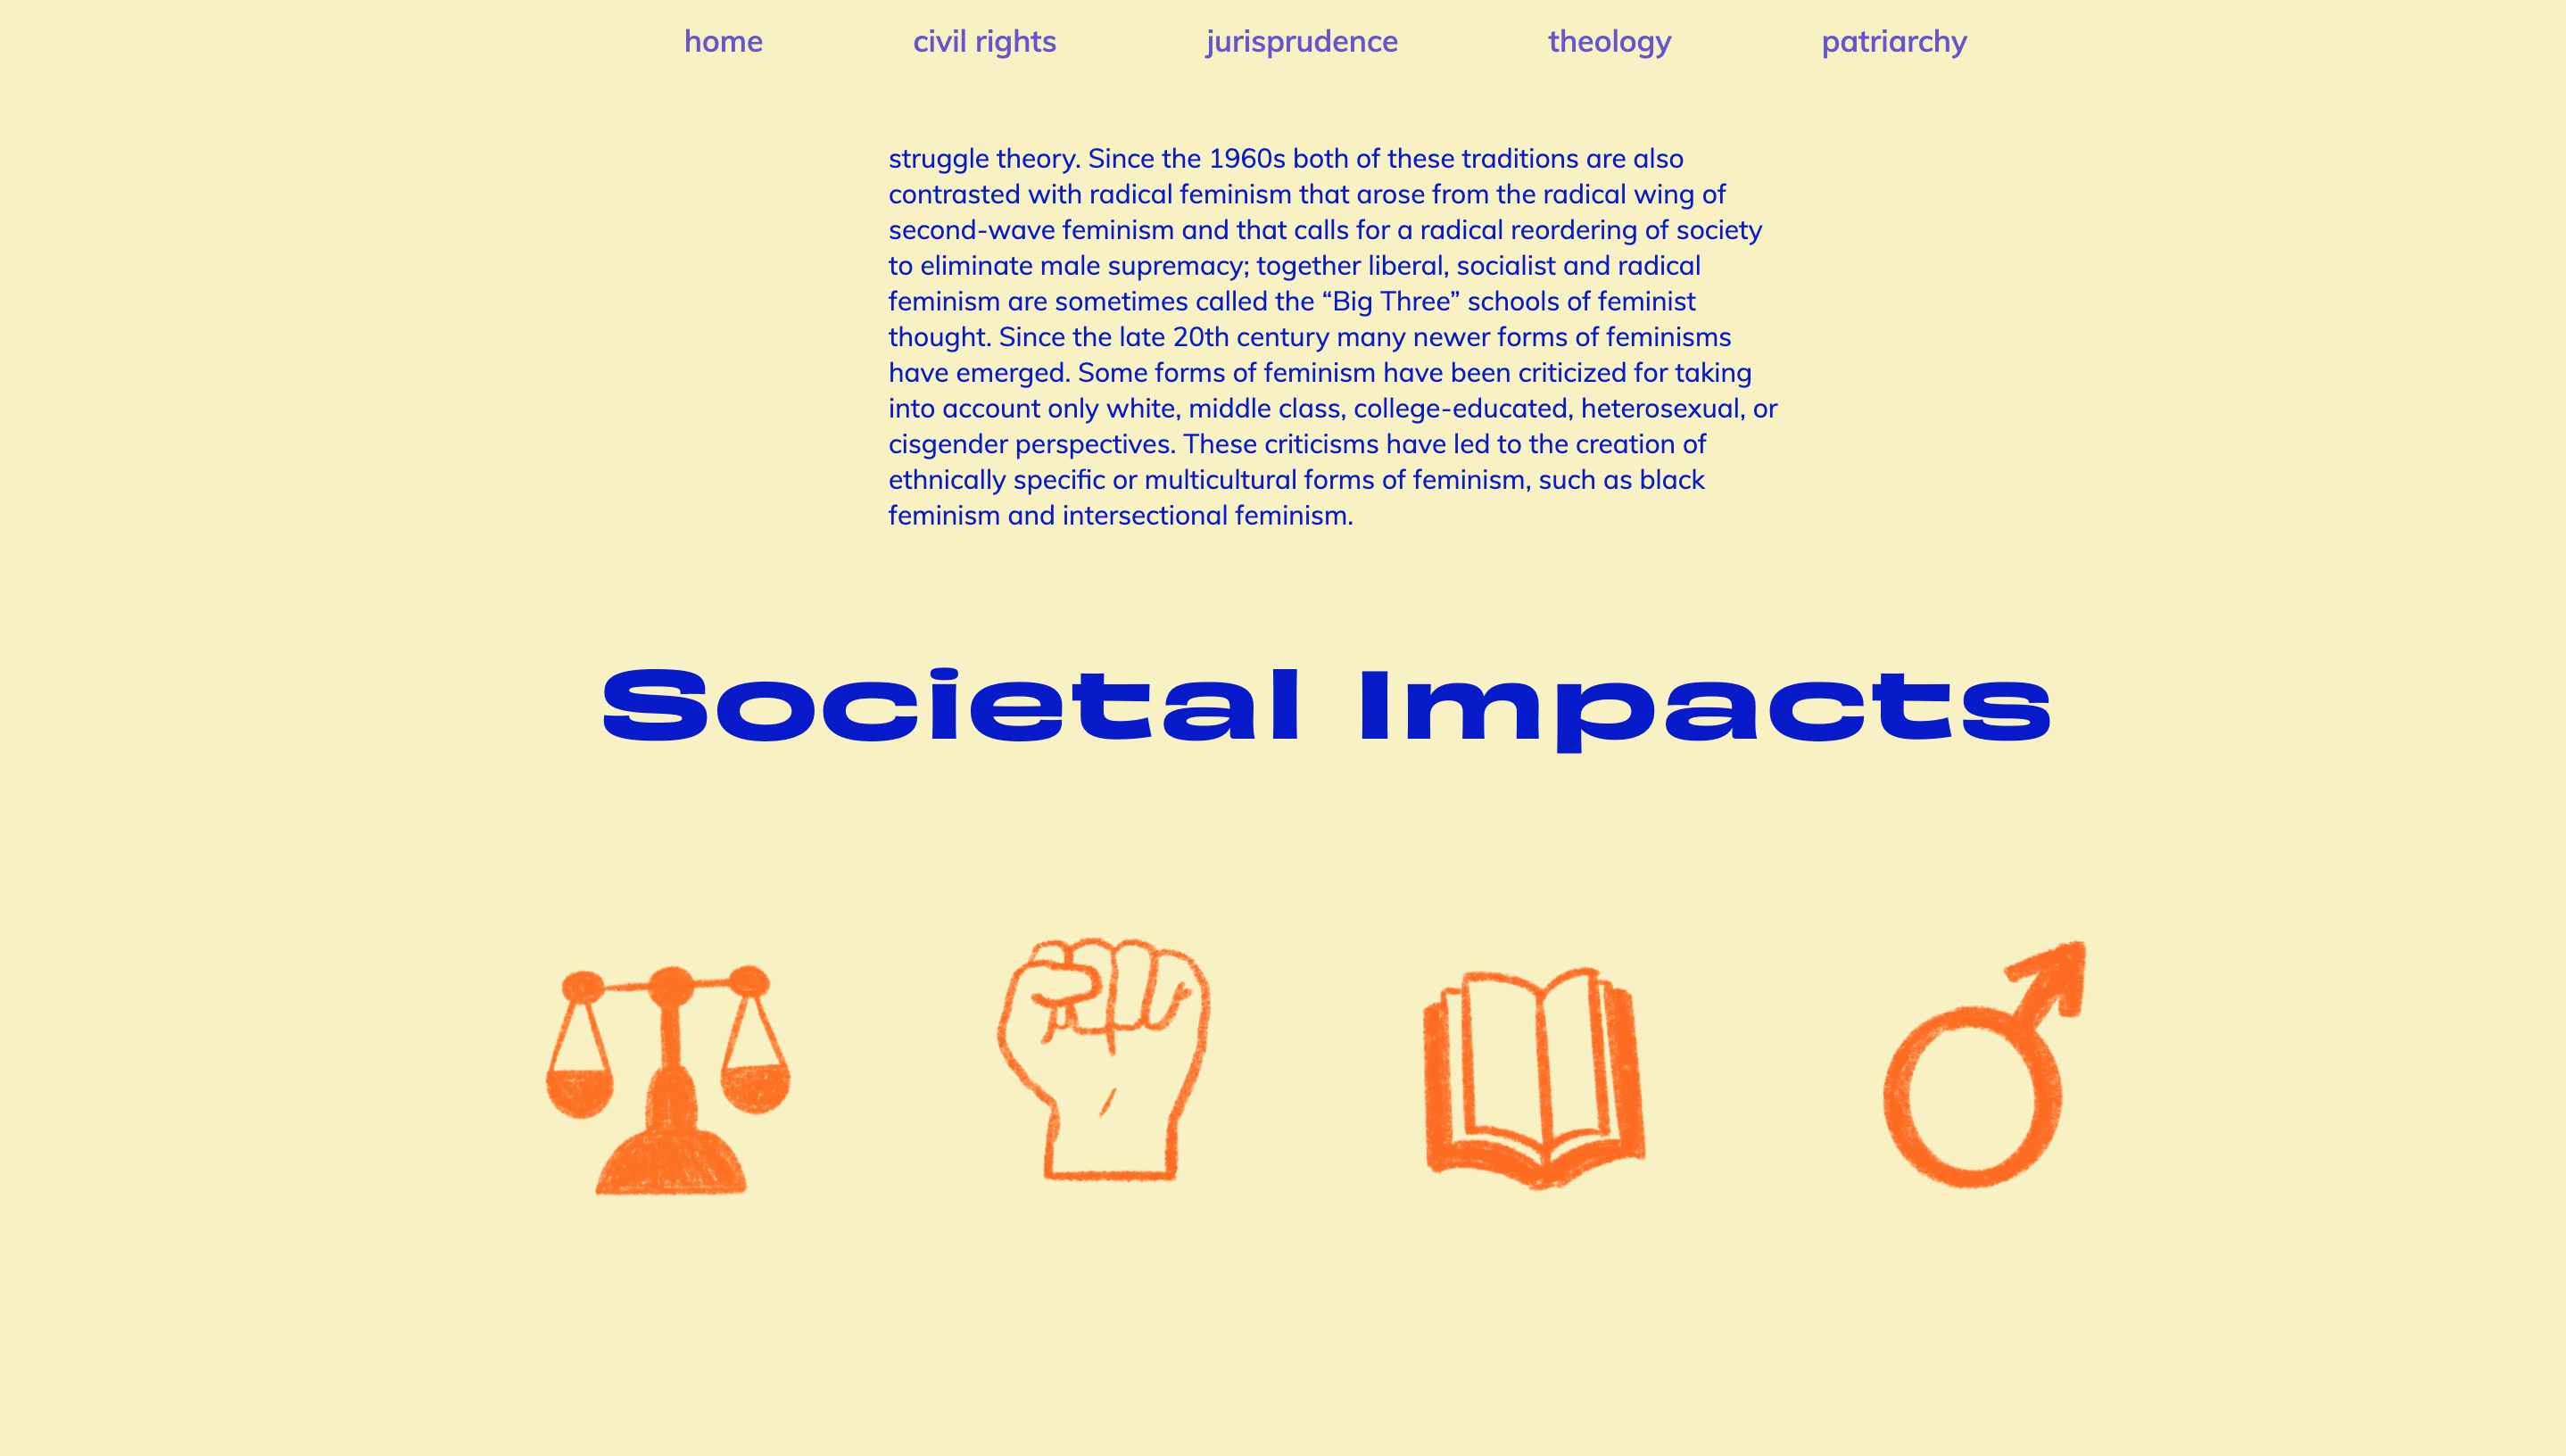 home civil rights jurisprudence theology patriarchy
struggle theory. Since the 1960s both of these traditions are also
contrasted with radical feminism that arose from the radical wing of
second-wave feminism and that calls for a radical reordering of society
to eliminate male supremacy; together liberal, socialist and radical
feminism are sometimes called the “Big Three” schools of feminist
thought. Since the late 20th century many newer forms of feminisms
have emerged. Some forms of feminism have been criticized for taking
into account only white, middle class, college-educated, heterosexual, or
cisgender perspectives. These criticisms have led to the creation of
ethnically specific or multicultural forms of feminism, such as black
feminism and intersectional feminism.
Societal Impacts